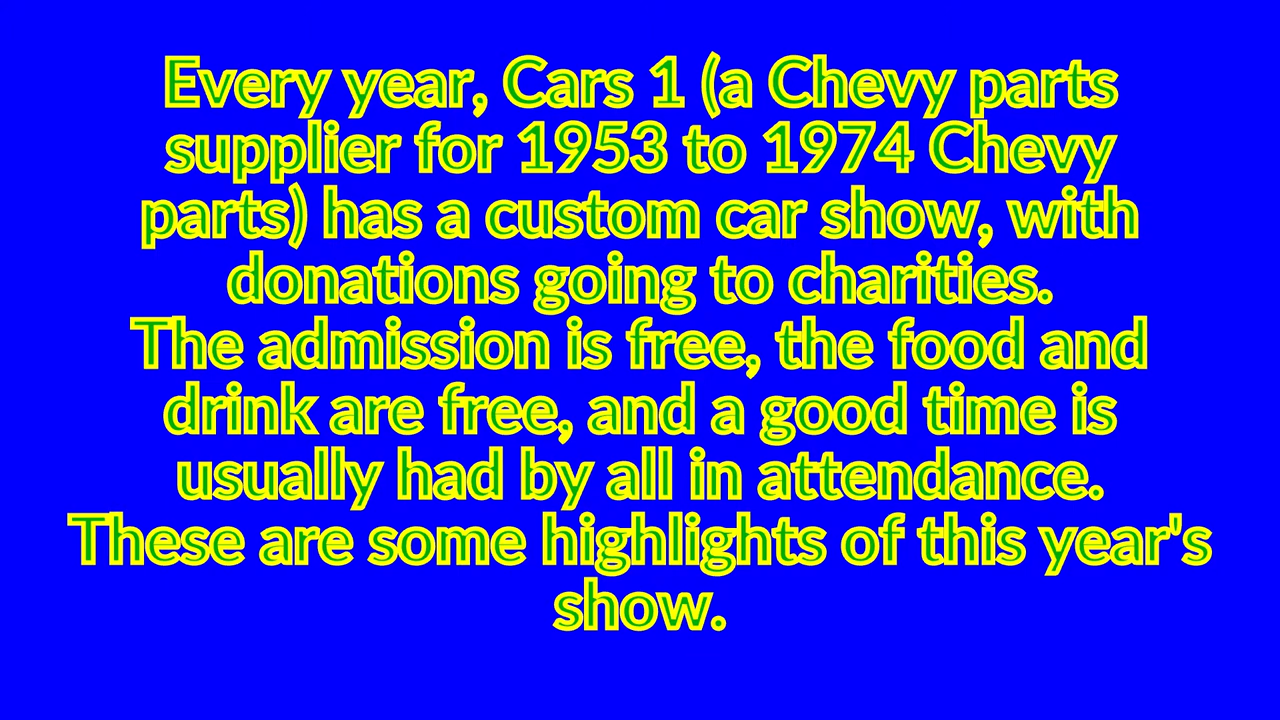 Every year, Cars 1 (a Chevy parts
supplier for 1953 to 1974 Chevy
parts) has a custom car show, with
donations going to charities.
The admission is free, the food and
drink are free, and a good time is
usually had by all in attendance.
These are some highlights of this year's
show.